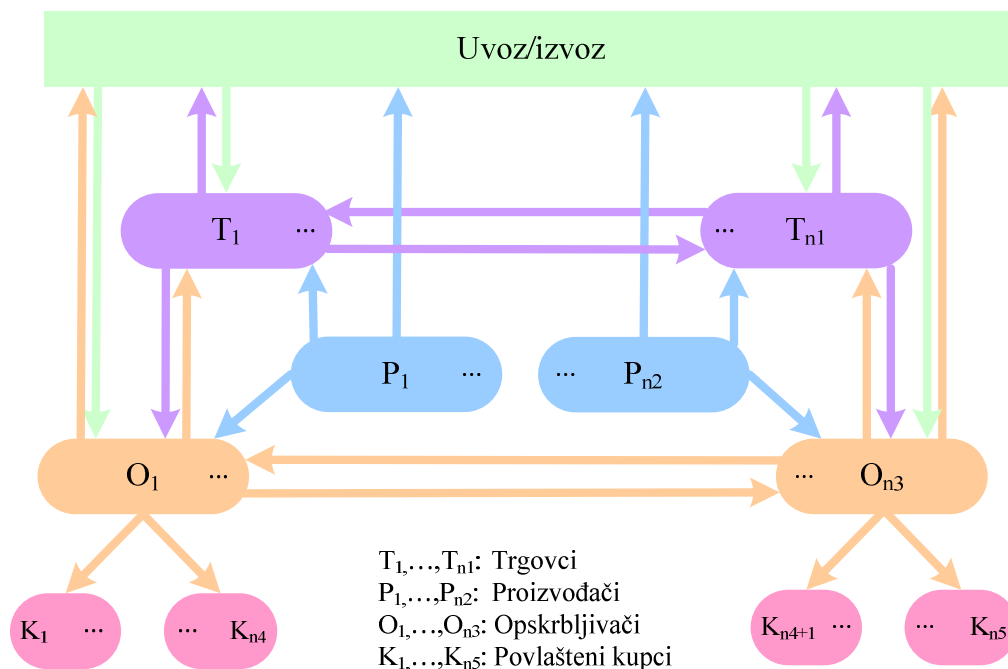 Uvoz/izvoz
T1 ...
... Tn1
P1 ...
... Pn2
O1 ...
... On3
T1,...,Tn1: Trgovci
P1,...,Pn2: Proizvođači
O1,...,On3: Opskrbljivači
K1,...,Kn5: Povlašteni kupci
K1 ...
... Kn4
Kn4+1 ...
... Kn5